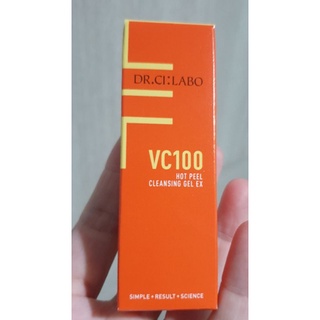 DR.CI:LABO
VC100
HOT PEEL
CLEANSING GEL EX
SIMPLE+RESULT+SCIENCE